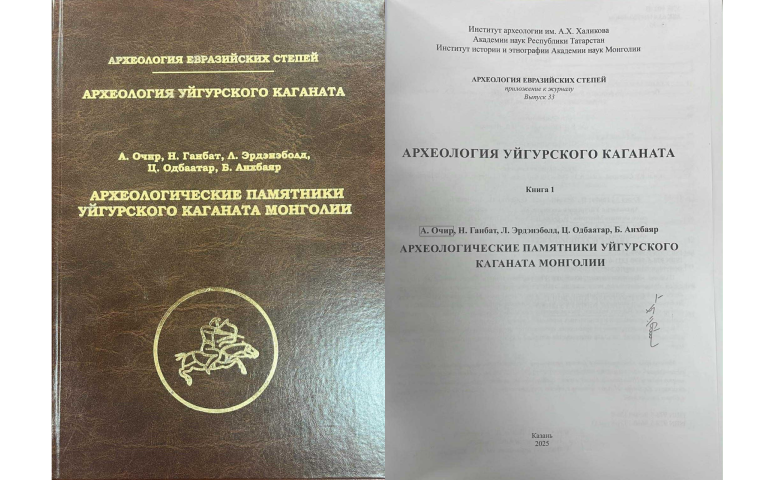 АРХЕОЛОГИЯ ЕВРАЗИЙСКИХ СТЕПЕЙ
АРХЕОЛОГИЯ УЙГУРСКОГО КАГАНАТА
А. Очир, Н. Ганбат, Л. Эрдэнэболд,
Ц. Одбаатар, Б. Анхбаяр
АРХЕОЛОГИЧЕСКИЕ ПАМЯТНИКИ
УЙГУРСКОГО КАГАНАТА МОНГОЛИИ
Институт археологии им. А.Х. Халикова
Академии наук Республики Татарстан
Институт истории и этнографии Академии наук Монголии
АРХЕОЛОГИЯ ЕВРАЗИЙСКИХ СТЕПЕЙ
приложение к журналу
Выпуск 33
АРХЕОЛОГИЯ УЙГУРСКОГО КАГАНАТА
Книга 1
А. Очир, Н. Ганбат, Л. Эрдэнэболд, Ц. Одбаатар, Б. Анхбаяр
АРХЕОЛОГИЧЕСКИЕ ПАМЯТНИКИ УЙГУРСКОГО
КАГАНАТА МОНГОЛИИ
Казань
2025